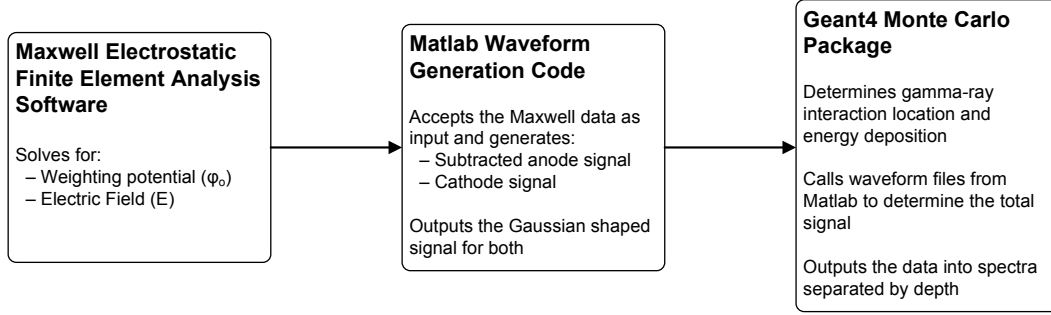 Maxwell Electrostatic
Finite Element Analysis
Software
Solves for:
– Weighting potential (φₒ)
– Electric Field (E)
Matlab Waveform
Generation Code
Accepts the Maxwell data as
input and generates:
– Subtracted anode signal
– Cathode signal
Outputs the Gaussian shaped
signal for both
Geant4 Monte Carlo
Package
Determines gamma-ray
interaction location and
energy deposition
Calls waveform files from
Matlab to determine the total
signal
Outputs the data into spectra
separated by depth